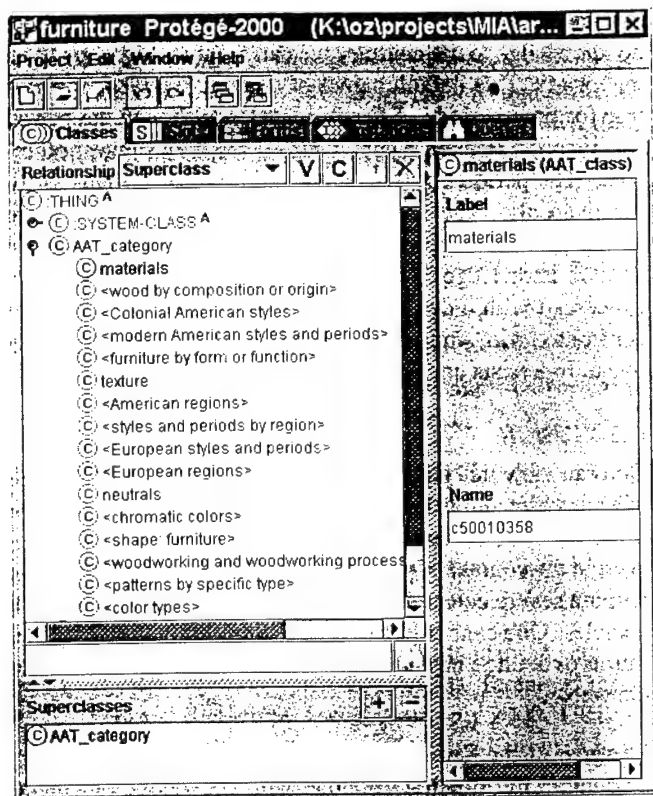 furniture Protégé-2000 (K:\oz\projects\MIA\ar...
Project Edit Window Help
Classes S
Relationship Superclass V C
materials (AAT_class)
:THING A
:SYSTEM-CLASS A
AAT_category
materials
<wood by composition or origin>
<Colonial American styles>
<modern American styles and periods>
<furniture by form or function>
texture
<American regions>
<styles and periods by region>
<European styles and periods>
<European regions>
neutrals
<chromatic colors>
<shape: furniture>
<woodworking and woodworking process
<patterns by specific type>
<color types>
Label
materials
Name
c50010358
Superclasses
AAT_category